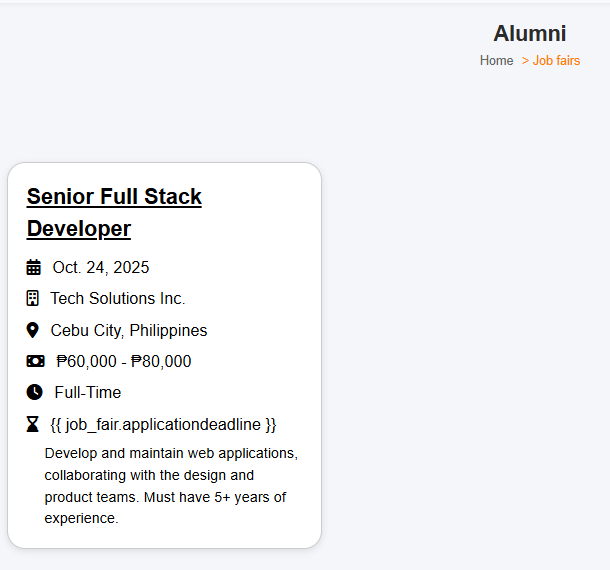 Alumni
Home > Job fairs
Senior Full Stack
Developer
Oct. 24, 2025
Tech Solutions Inc.
Cebu City, Philippines
₱60,000 - ₱80,000
Full-Time
{{ job_fair.applicationdeadline }}
Develop and maintain web applications,
collaborating with the design and
product teams. Must have 5+ years of
experience.